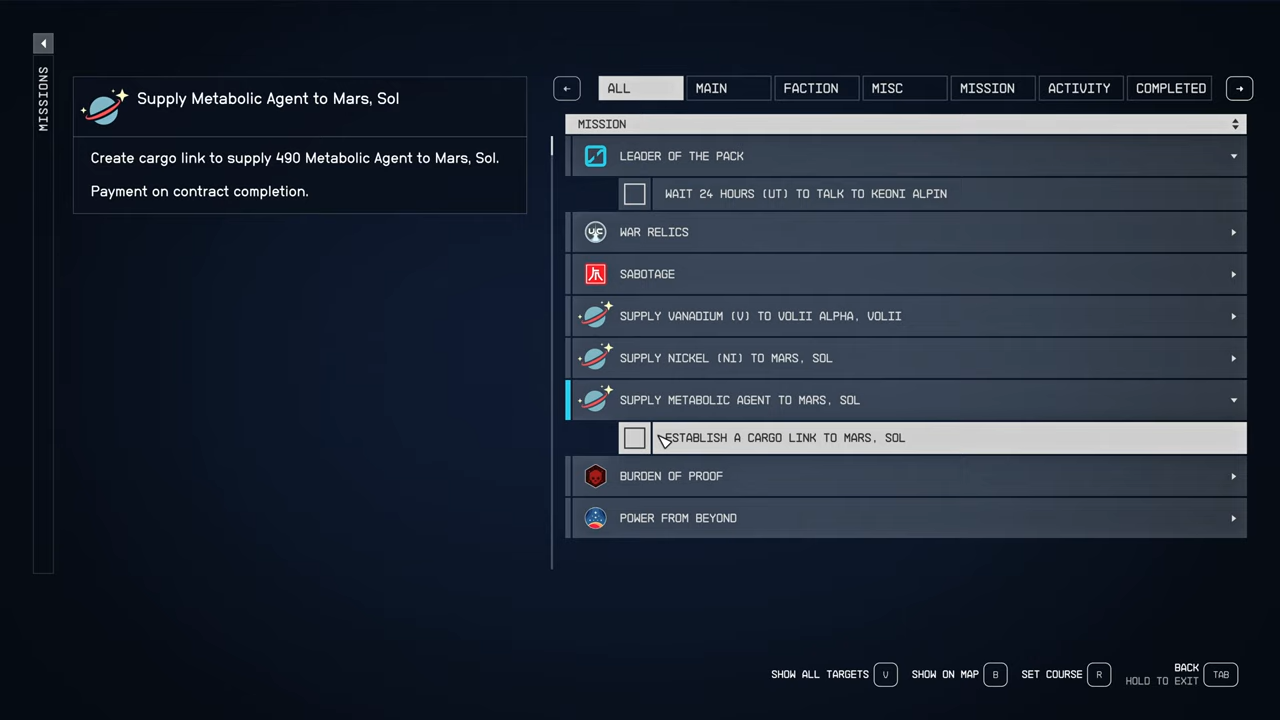 MISSIONS
Supply Metabolic Agent to Mars, Sol
Create cargo link to supply 490 Metabolic Agent to Mars, Sol.
Payment on contract completion.
ALL
MAIN
FACTION
MISC
MISSION
ACTIVITY
COMPLETED
MISSION
LEADER OF THE PACK
WAIT 24 HOURS (UT) TO TALK TO KEONI ALPIN
WAR RELICS
SABOTAGE
SUPPLY VANADIUM (V) TO VOLII ALPHA, VOLII
SUPPLY NICKEL (NI) TO MARS, SOL
SUPPLY METABOLIC AGENT TO MARS, SOL
ESTABLISH A CARGO LINK TO MARS, SOL
BURDEN OF PROOF
POWER FROM BEYOND
SHOW ALL TARGETS V
SHOW ON MAP B
SET COURSE R
BACK
HOLD TO EXIT TAB